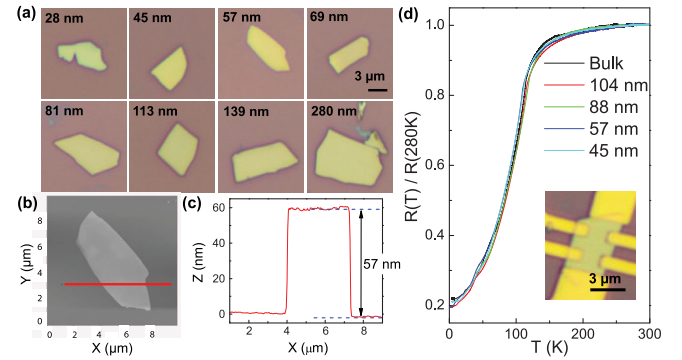 (a)
28 nm 45 nm 57 nm 69 nm
3 µm
81 nm 113 nm 139 nm 280 nm
(b)
Y (µm)
8
6
4
2
0
0 2 4 6 8
X (µm)
(c)
Z (nm)
60
40
20
0
57 nm
2 4 6 8
X (µm)
(d)
R(T) / R(280K)
1.0
0.8
0.6
0.4
0.2
Bulk
104 nm
88 nm
57 nm
45 nm
3 µm
0 100 200 300
T (K)